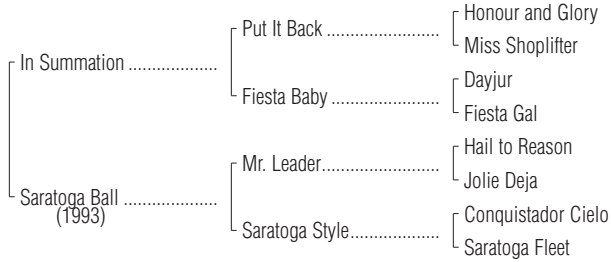 Honour and Glory
Put It Back ...................
Miss Shoplifter
In Summation ..................
Dayjur
Fiesta Baby ......................
Fiesta Gal
Hail to Reason
Mr. Leader........................
Jolie Deja
Saratoga Ball ...................
(1993)
Conquistador Cielo
Saratoga Style..................
Saratoga Fleet